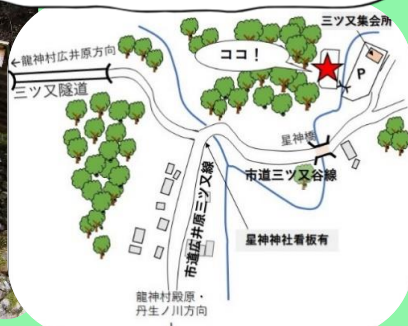 三ツ又集会所
←龍神村広井原方向
ココ！
P
三ツ又隧道
星神橋
市道三ツ又谷線
市道広井原三ツ又線
星神神社看板有
龍神村殿原・
丹生ノ川方向